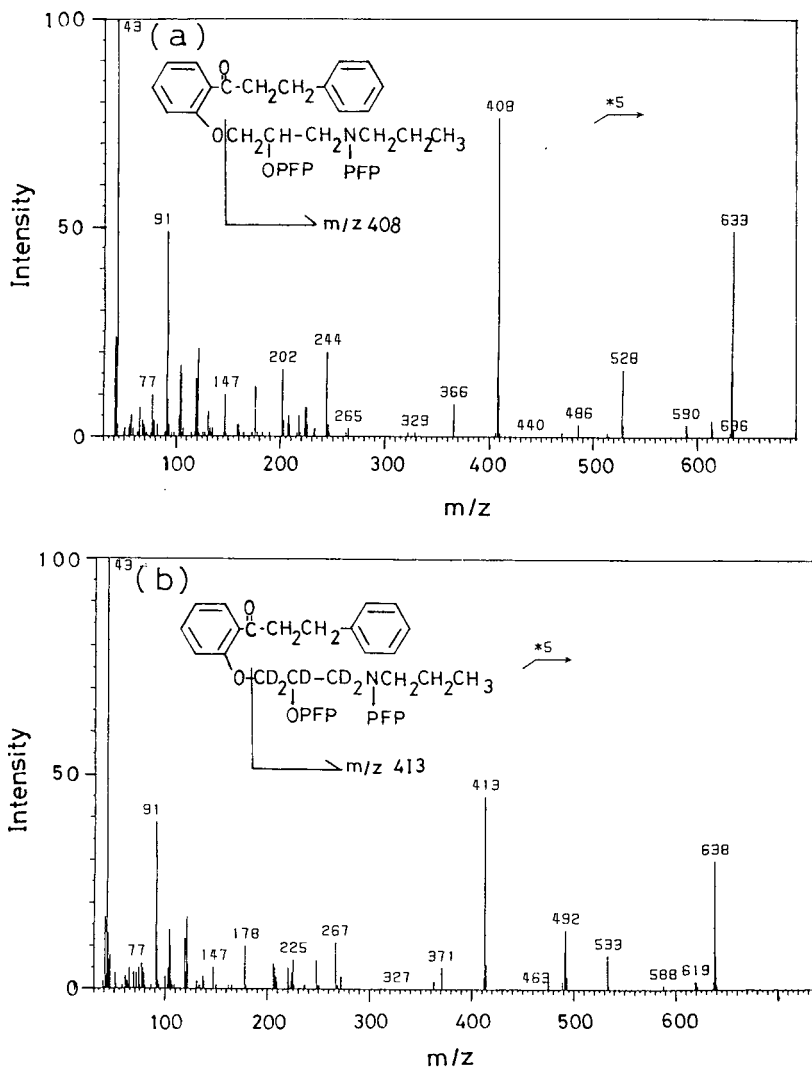 (a)
100
43
O
C-CH2CH2
OCH2CH-CH2NCH2CH2CH3
OPFP PFP
m/z 408
408
*5
633
Intensity
50
91
77
147
202
244
265
329
366
440
486
528
590
696
0
100 200 300 400 500 600
m/z
(b)
100
43
O
C-CH2CH2
O-CD2CD-CD2NCH2CH2CH3
OPFP PFP
m/z 413
*5
Intensity
50
91
77
147
178
225
267
327
371
413
463
492
533
588
619
638
0
100 200 300 400 500 600
m/z